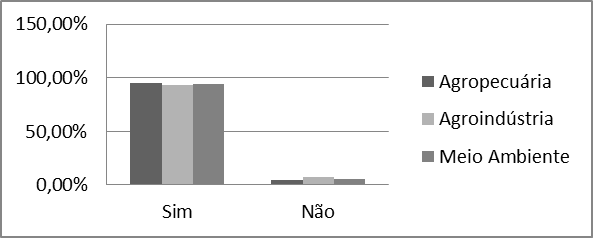 150,00%
100,00%
50,00%
0,00%
Sim
Não
Agropecuária
Agroindústria
Meio Ambiente